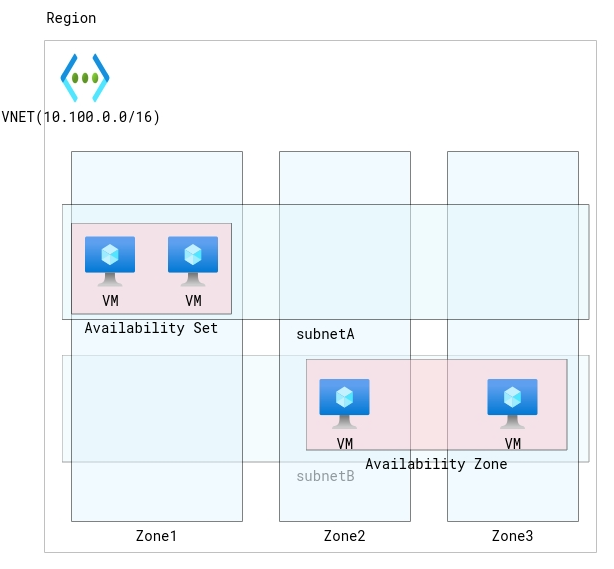 Region
VNET(10.100.0.0/16)
VM VM
Availability Set
subnetA
VM VM
Availability Zone
subnetB
Zone1 Zone2 Zone3